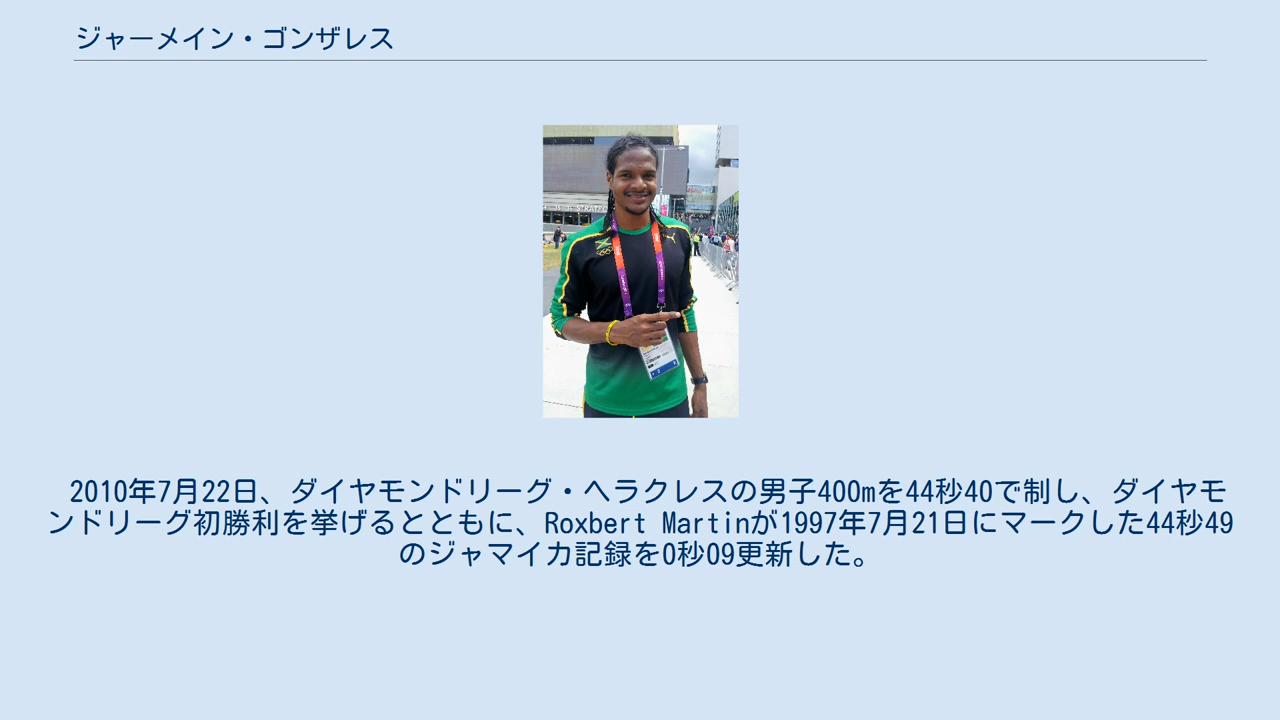 ジャーメイン・ゴンザレス
2010年7月22日、ダイヤモンドリーグ・ヘラクレスの男子400mを44秒40で制し、ダイヤモ
ンドリーグ初勝利を挙げるとともに、Roxbert Martinが1997年7月21日にマークした44秒49
のジャマイカ記録を0秒09更新した。